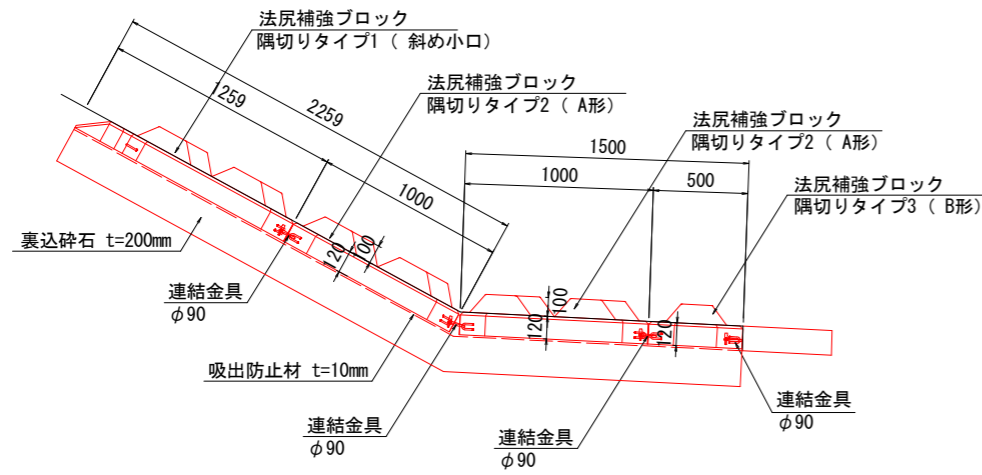 法尻補強ブロック
隅切りタイプ1 ( 斜め小口)
1259
2259
法尻補強ブロック
隅切りタイプ2 ( A形)
1000
法尻補強ブロック
隅切りタイプ2 ( A形)
1500
1000
500
法尻補強ブロック
隅切りタイプ3 ( B形)
裏込砕石 t=200mm
120
100
連結金具
φ90
100
120
120
吸出防止材 t=10mm
連結金具
φ90
連結金具
φ90
連結金具
φ90